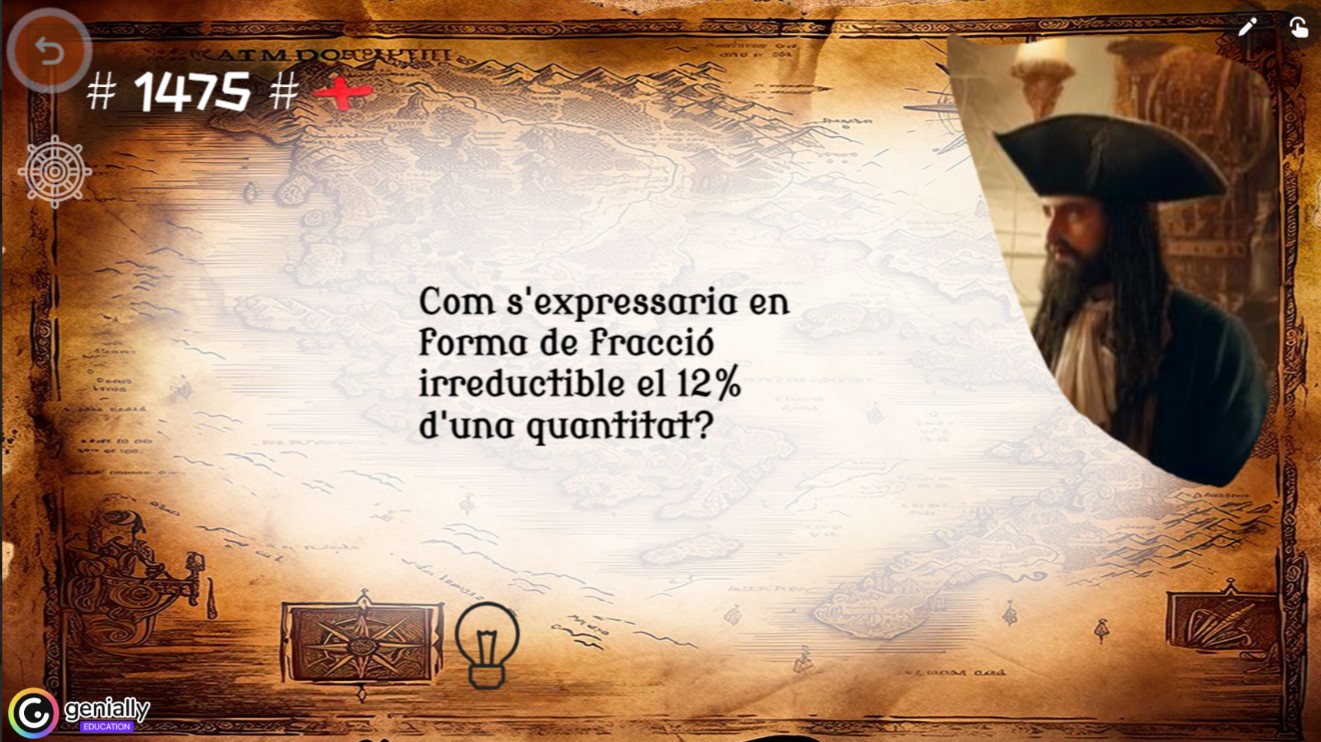 # 1475 #
Com s'expressaria en
forma de fracció
irreductible el 12%
d'una quantitat?
genially
EDUCATION